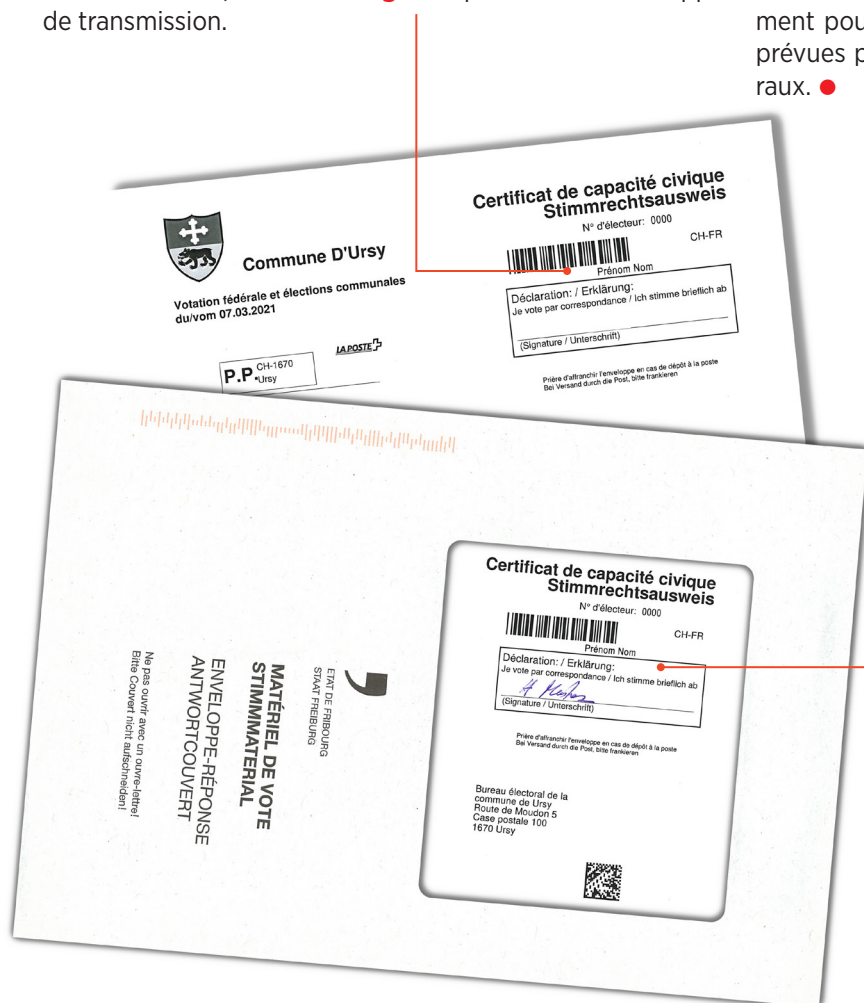 de transmission.
ment pou
prévues p
raux.
Commune D'Ursy
Votation fédérale et élections communales
du/vom 07.03.2021
P.P.
CH-1670
Ursy
LA POSTE
Certificat de capacité civique
Stimmrechtsausweis
N° d'électeur: 0000
CH-FR
Prénom Nom
Déclaration: / Erklärung:
Je vote par correspondance / Ich stimme brieflich ab
(Signature / Unterschrift)
Prière d'affranchir l'enveloppe en cas de dépôt à la poste
Bei Versand durch die Post, bitte frankieren
ETAT DE FRIBOURG
STAAT FREIBURG
MATÉRIEL DE VOTE
STIMMMATERIAL
ENVELOPPE-RÉPONSE
ANTWORTCOUVERT
Ne pas ouvrir avec un ouvre-lettre!
Bitte Couvert nicht aufschneiden!
Certificat de capacité civique
Stimmrechtsausweis
N° d'électeur: 0000
CH-FR
Prénom Nom
Déclaration: / Erklärung:
Je vote par correspondance / Ich stimme brieflich ab
(Signature / Unterschrift)
Prière d'affranchir l'enveloppe en cas de dépôt à la poste
Bei Versand durch die Post, bitte frankieren
Bureau électoral de la
commune de Ursy
Route de Moudon 5
Case postale 100
1670 Ursy